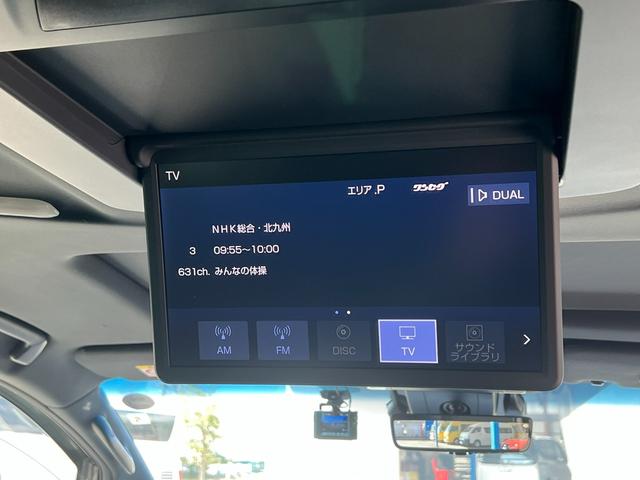 TV
エリア.P ワンセグ DUAL
NHK総合・北九州
3 09:55~10:00
631ch. みんなの体操
AM FM DISC TV サウンド
ライブラリ